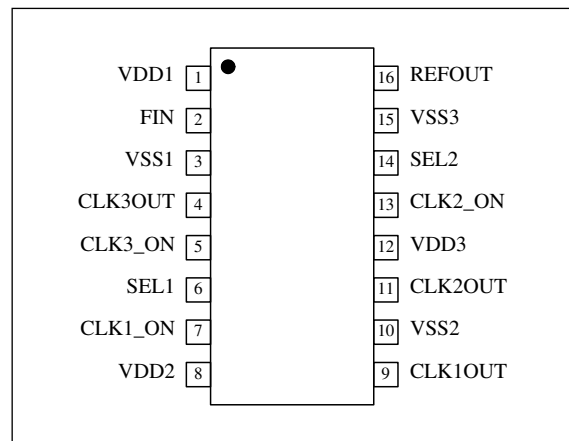 VDD1 1 16 REFOUT
FIN 2 15 VSS3
VSS1 3 14 SEL2
CLK3OUT 4 13 CLK2_ON
CLK3_ON 5 12 VDD3
SEL1 6 11 CLK2OUT
CLK1_ON 7 10 VSS2
VDD2 8 9 CLK1OUT